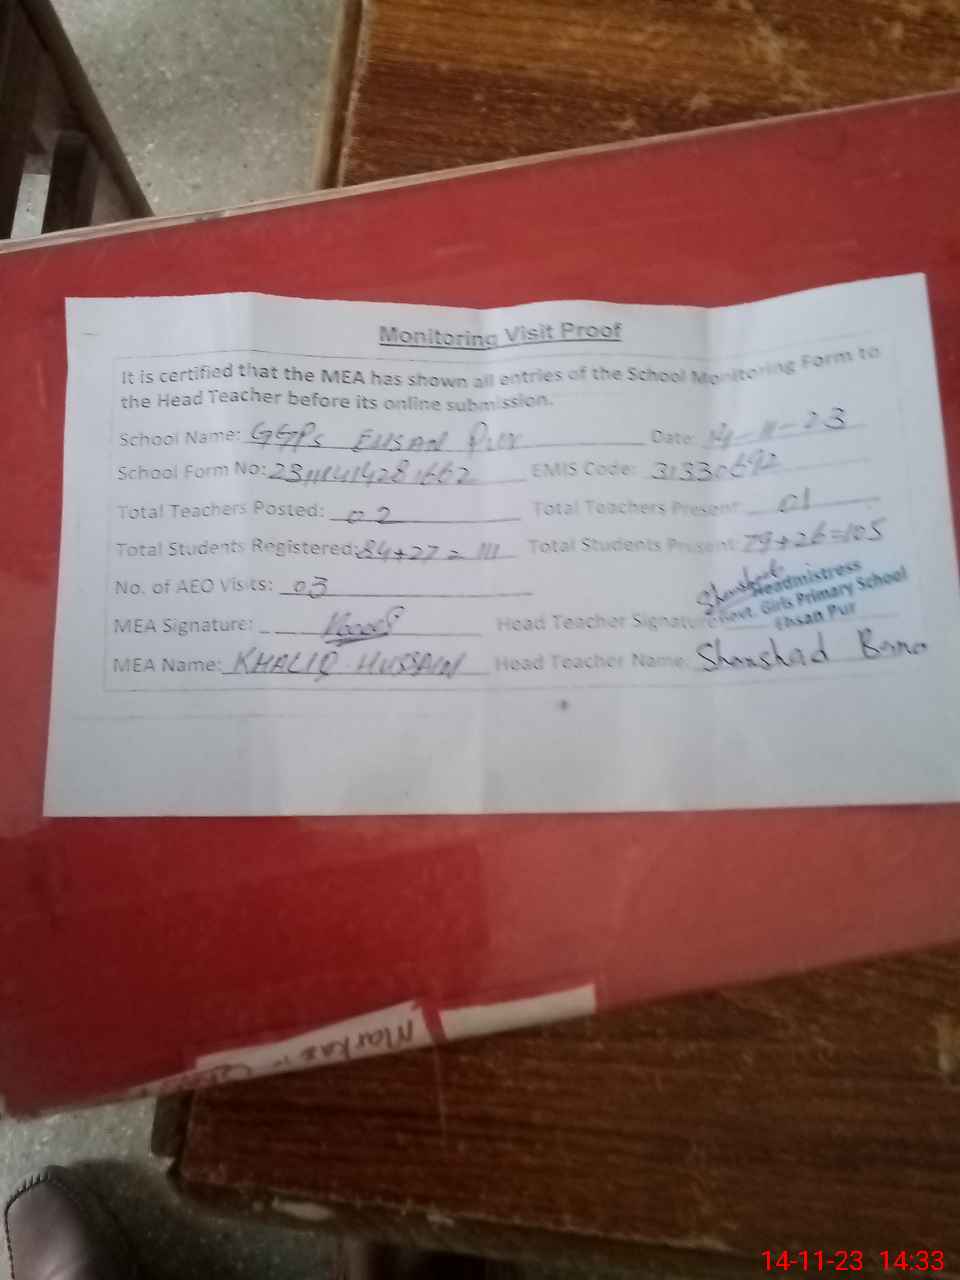 Monitoring Visit Proof
It is certified that the MEA has shown all entries of the School Monitoring Form to
the Head Teacher before its online submission.
School Name: GGPS EHSAN PUR Date: 14-11-23
School Form No: EMIS Code: 31330692
Total Teachers Posted: 02 Total Teachers Present: 01
Total Students Registered: 84+27=111 Total Students Present: 79+26=105
No. of AEO Visits: 03
Headmistress
Govt. Girls Primary School
Ehsan Pur
MEA Signature: Head Teacher Signature:
MEA Name: KHALIQ HUSSAIN Head Teacher Name: Shamshad Bano
Markaz
14-11-23 14:33